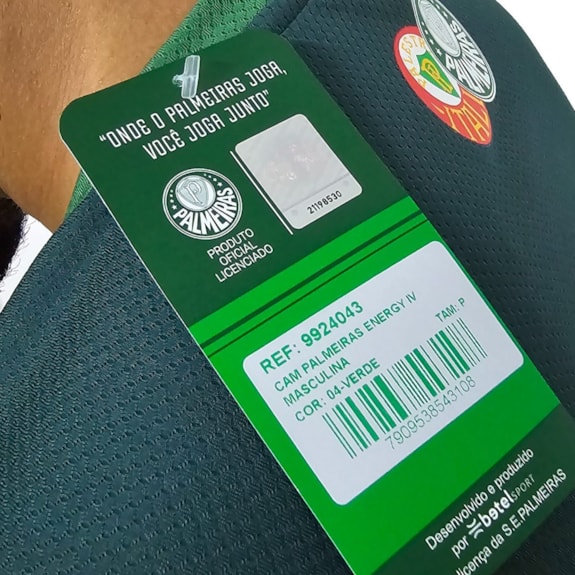 "ONDE O PALMEIRAS JOGA,
VOCÊ JOGA JUNTO"
PALMEIRAS
21198530
PRODUTO
OFICIAL
LICENCIADO
REF: 9924043
CAM PALMEIRAS ENERGY IV
MASCULINA
TAM: P
COR: 04-VERDE
7909538543108
Desenvolvido e produzido
por betel SPORT
licença da S.E.PALMEIRAS